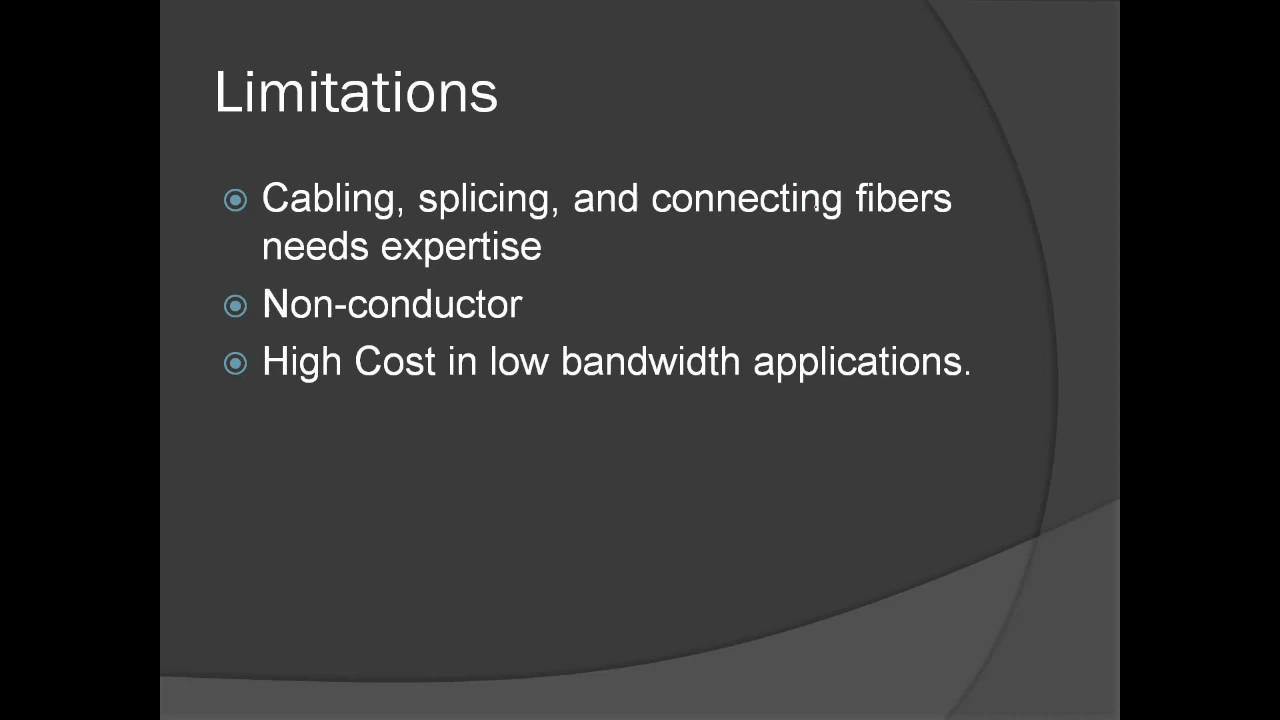 Limitations
Cabling, splicing, and connecting fibers
needs expertise
Non-conductor
High Cost in low bandwidth applications.